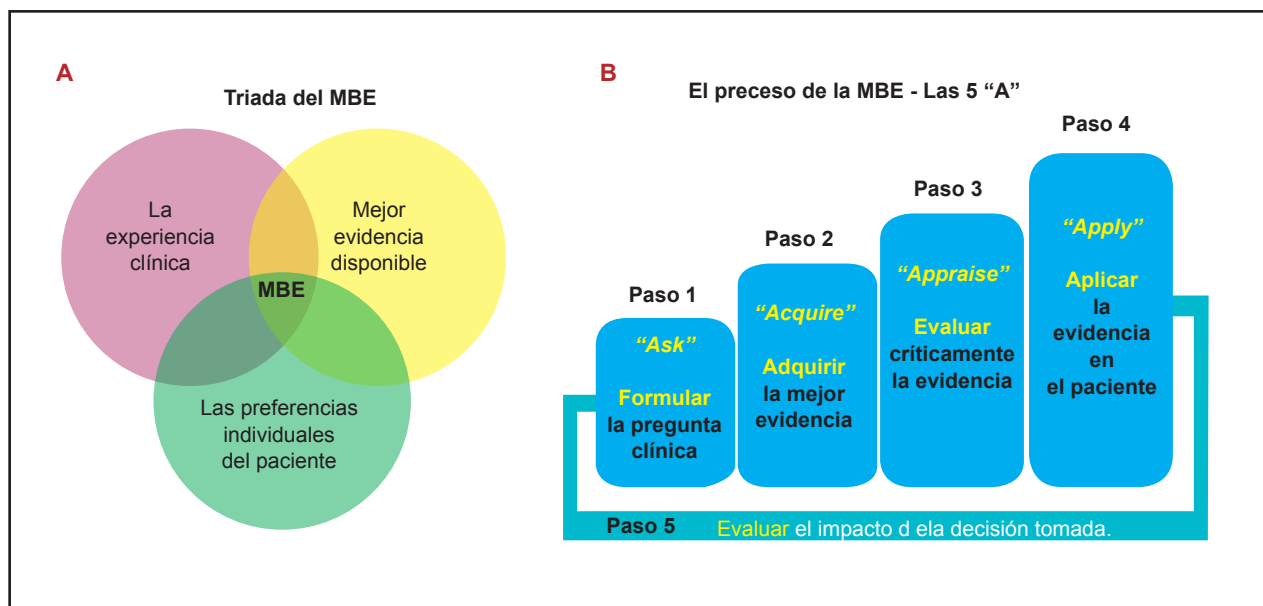 A
Triada del MBE
La
experiencia
clínica
Mejor
evidencia
disponible
MBE
Las preferencias
individuales
del paciente
B
El preceso de la MBE - Las 5 “A”
Paso 1
“Ask”
Formular
la pregunta
clínica
Paso 2
“Acquire”
Adquirir
la mejor
evidencia
Paso 3
“Appraise”
Evaluar
críticamente
la evidencia
Paso 4
“Apply”
Aplicar
la
evidencia
en
el paciente
Paso 5 Evaluar el impacto d ela decisión tomada.